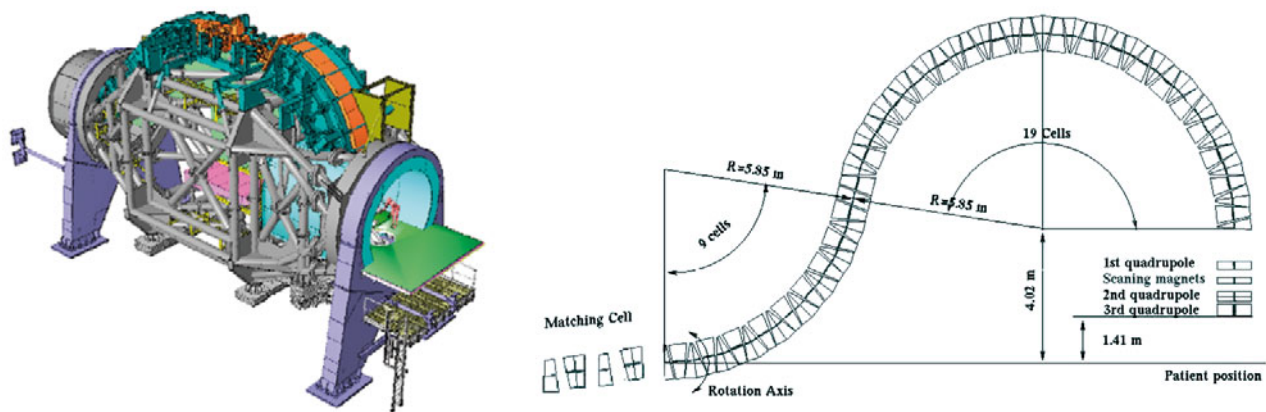 19 Cells
R=5.85 m
R=5.85 m
9 cells
4.02 m
1st quadrupole
Scaning magnets
2nd quadrupole
3rd quadrupole
1.41 m
Matching Cell
Rotation Axis
Patient position